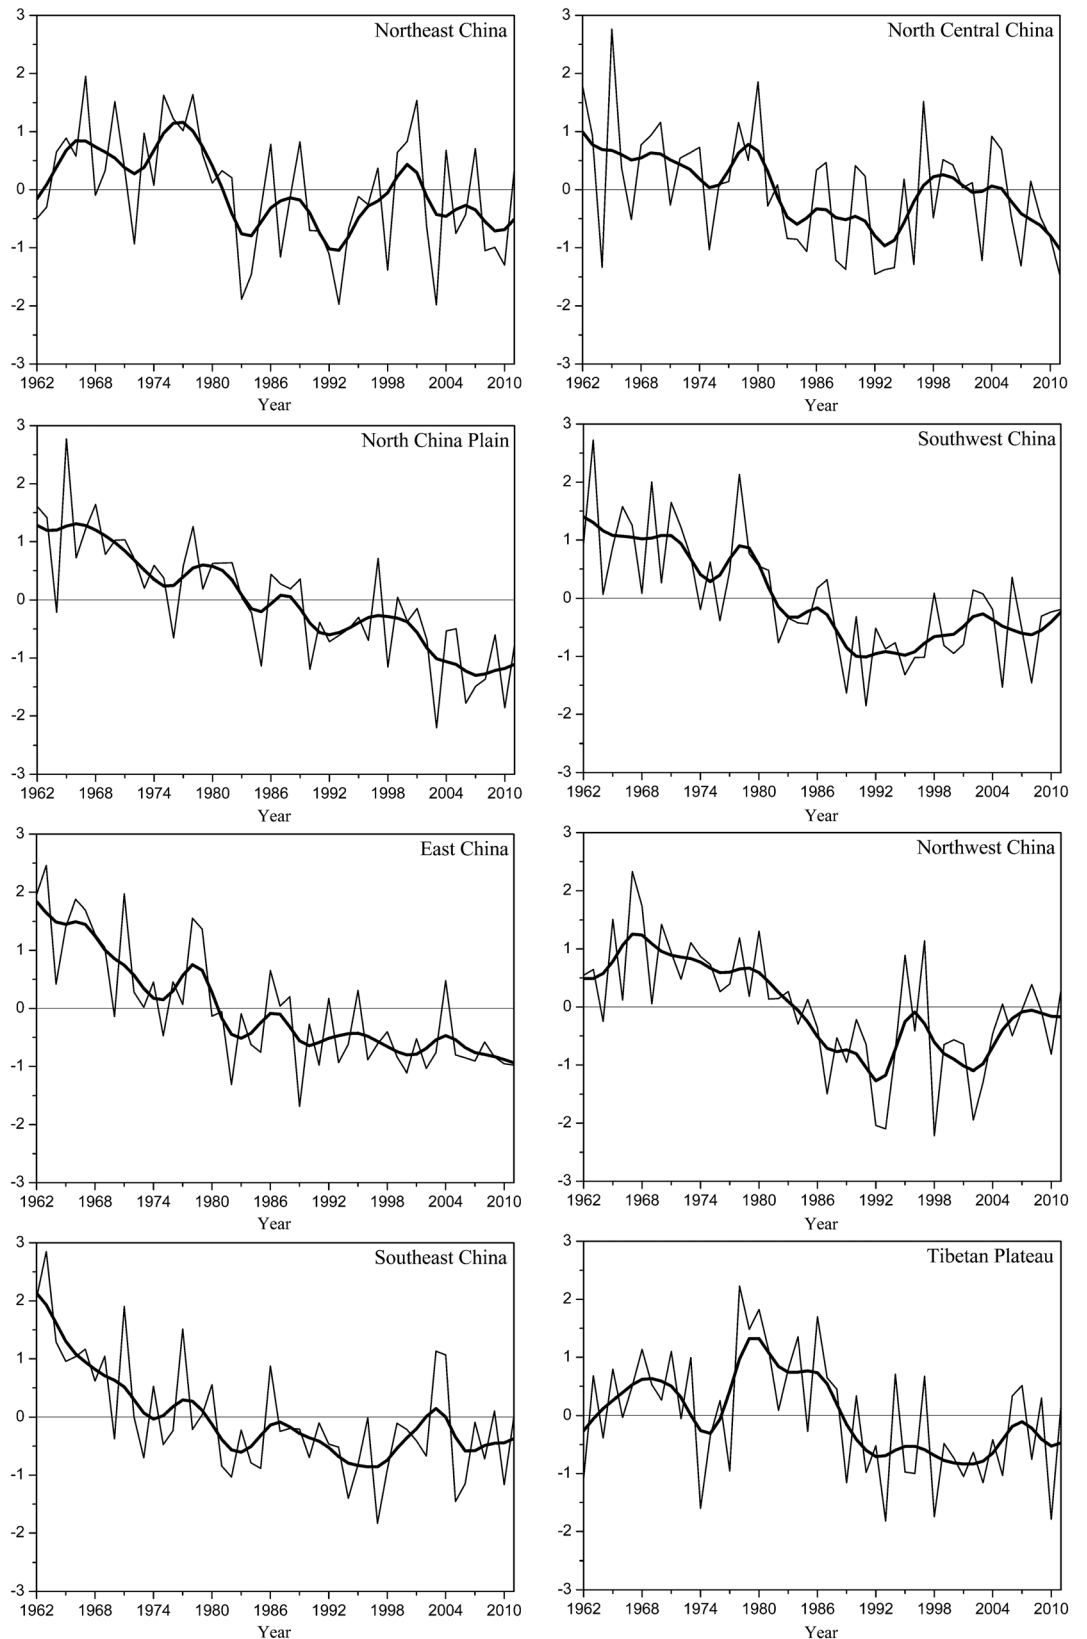 Northeast China
3
2
1
0
-1
-2
-3
1962 1968 1974 1980 1986 1992 1998 2004 2010
Year
North Central China
3
2
1
0
-1
-2
-3
1962 1968 1974 1980 1986 1992 1998 2004 2010
Year
North China Plain
3
2
1
0
-1
-2
-3
1962 1968 1974 1980 1986 1992 1998 2004 2010
Year
Southwest China
3
2
1
0
-1
-2
-3
1962 1968 1974 1980 1986 1992 1998 2004 2010
Year
East China
3
2
1
0
-1
-2
-3
1962 1968 1974 1980 1986 1992 1998 2004 2010
Year
Northwest China
3
2
1
0
-1
-2
-3
1962 1968 1974 1980 1986 1992 1998 2004 2010
Year
Southeast China
3
2
1
0
-1
-2
-3
1962 1968 1974 1980 1986 1992 1998 2004 2010
Year
Tibetan Plateau
3
2
1
0
-1
-2
-3
1962 1968 1974 1980 1986 1992 1998 2004 2010
Year